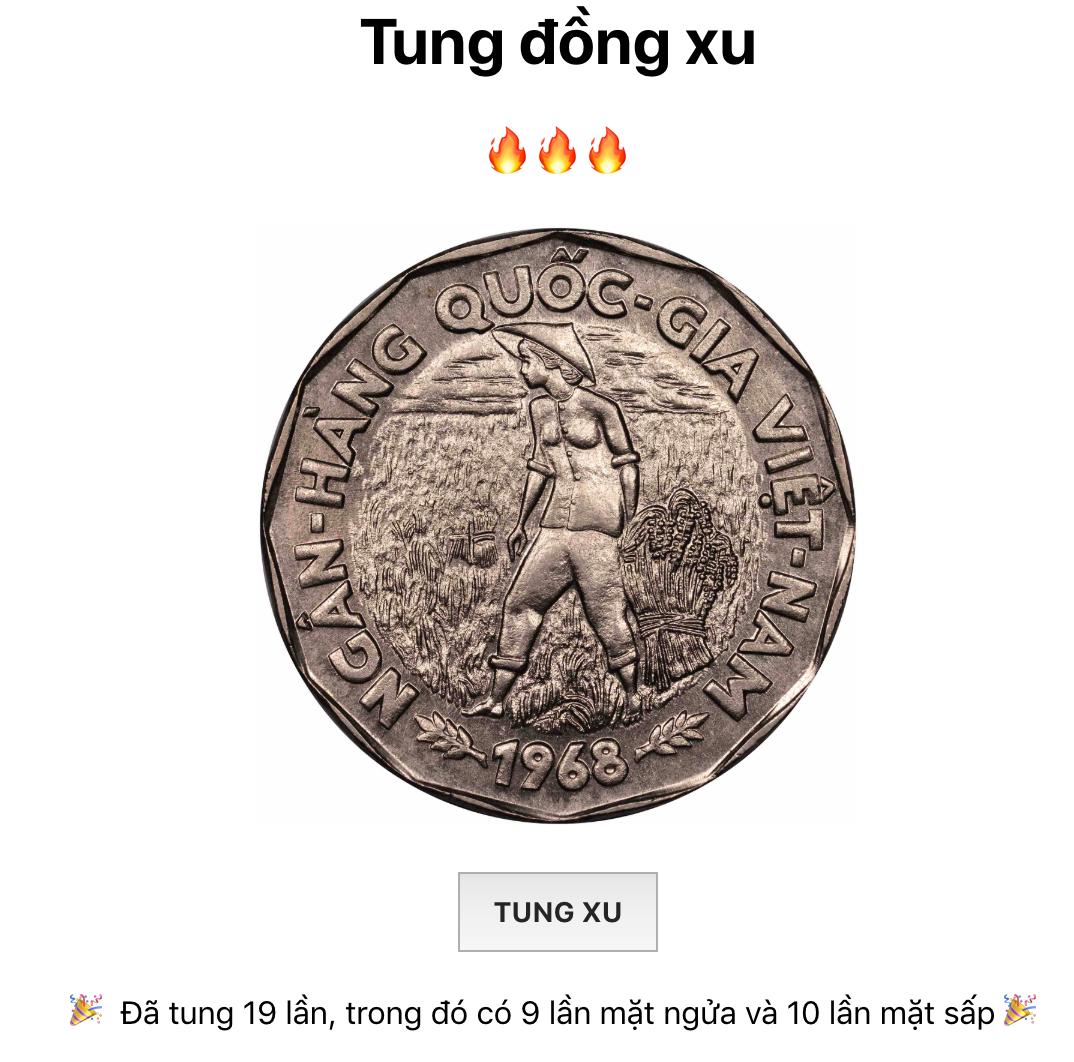 Tung đồng xu
🔥🔥🔥
NGÂN-HÀNG QUỐC-GIA VIỆT-NAM
1968
TUNG XU
🎉 Đã tung 19 lần, trong đó có 9 lần mặt ngửa và 10 lần mặt sấp 🎉